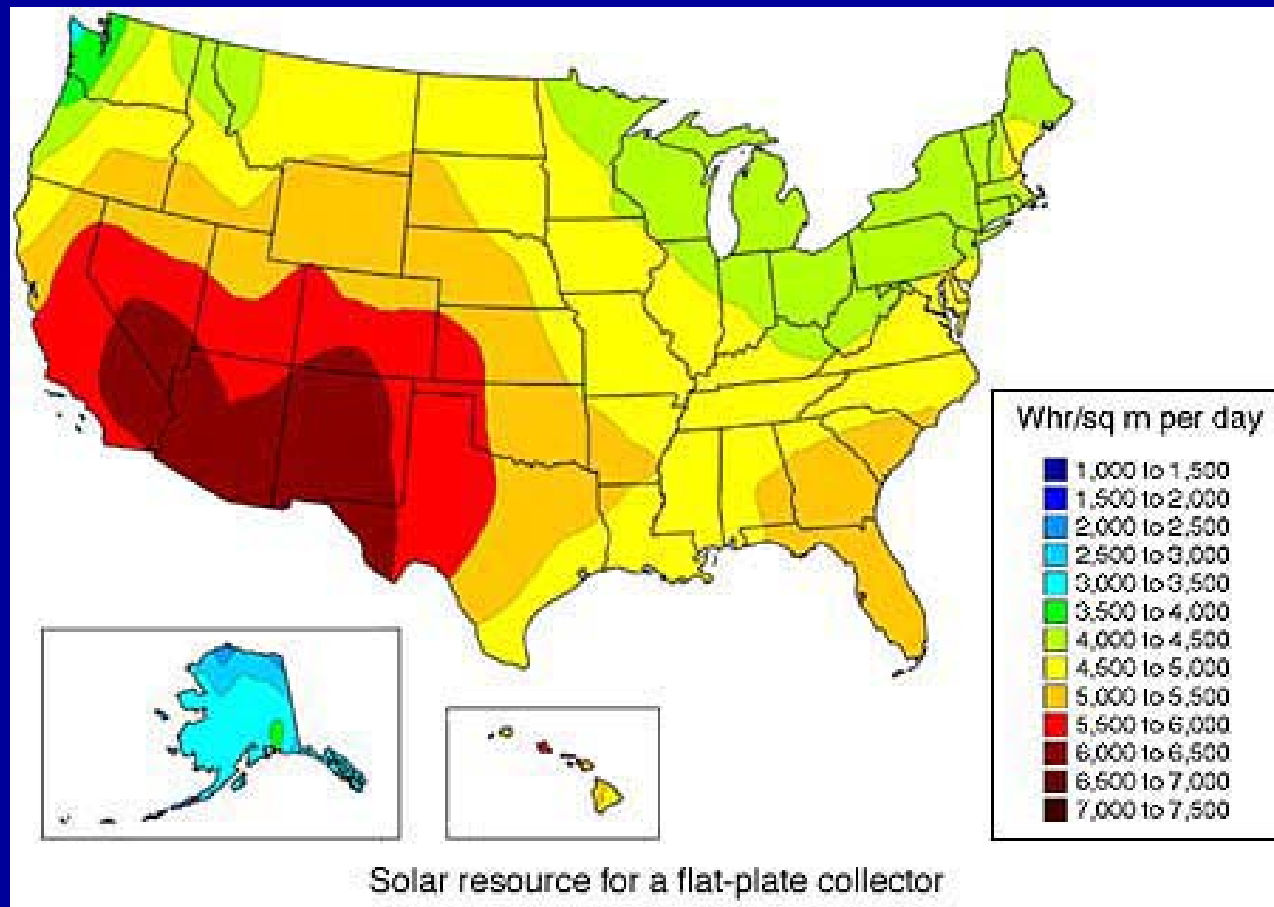 Whr/sq m per day
1,000 to 1,500
1,500 to 2,000
2,000 to 2,500
2,500 to 3,000
3,000 to 3,500
3,500 to 4,000
4,000 to 4,500
4,500 to 5,000
5,000 to 5,500
5,500 to 6,000
6,000 to 6,500
6,500 to 7,000
7,000 to 7,500
Solar resource for a flat-plate collector